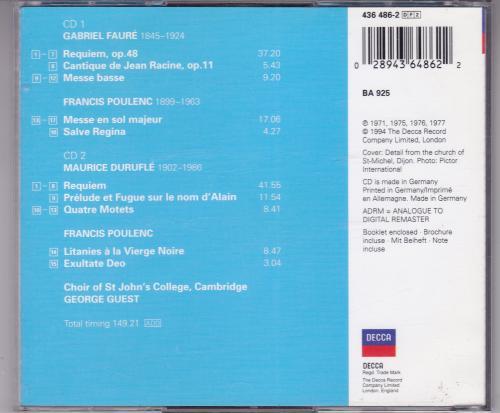 CD 1
GABRIEL FAURÉ 1845–1924
1 – 7 Requiem, op.48 37.20
8 Cantique de Jean Racine, op.11 5.43
9 – 12 Messe basse 9.20
FRANCIS POULENC 1899–1963
13 – 17 Messe en sol majeur 17.06
18 Salve Regina 4.27
CD 2
MAURICE DURUFLÉ 1902–1986
1 – 8 Requiem 41.55
9 Prélude et Fugue sur le nom d'Alain 11.54
10 – 13 Quatre Motets 8.41
FRANCIS POULENC
14 Litanies à la Vierge Noire 8.47
15 Exultate Deo 3.04
Choir of St John's College, Cambridge
GEORGE GUEST
Total timing 149.21 ADD
436 486-2 DF2
0 28943 64862 2
BA 925
℗ 1971, 1975, 1976, 1977
© 1994 The Decca Record
Company Limited, London
Cover: Detail from the church of
St-Michel, Dijon. Photo: Pictor
International
CD is made in Germany
Printed in Germany/Imprimé
en Allemagne. Made in Germany
ADRM = ANALOGUE TO
DIGITAL REMASTER
Booklet enclosed · Brochure
incluse · Mit Beiheft · Note
incluse
DECCA
DECCA
Regd. Trade Mark
The Decca Record
Company Limited
London, England